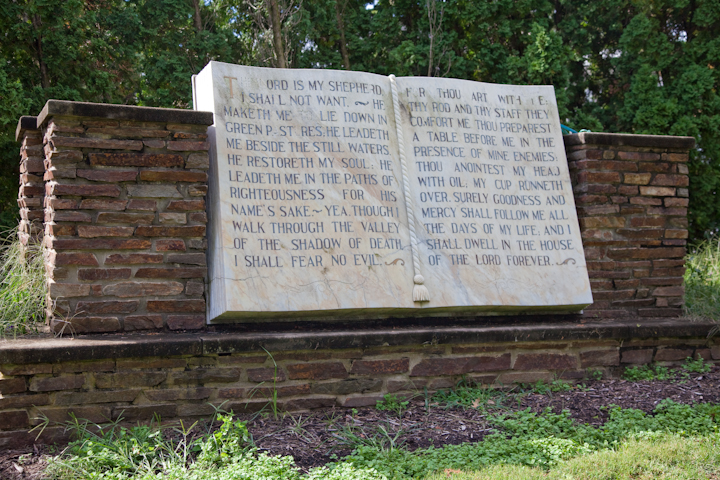 T   ORD IS MY SHEPHERD
I SHALL NOT WANT. ~ HE
MAKETH ME   LIE DOWN IN
GREEN P ST RES; HE LEADETH
ME BESIDE THE STILL WATERS.
HE RESTORETH MY SOUL: HE
LEADETH ME IN THE PATHS OF
RIGHTEOUSNESS FOR HIS
NAME'S SAKE.~ YEA, THOUGH
WALK THROUGH THE VALLEY
OF THE SHADOW OF DEATH,
I SHALL FEAR NO EVIL; ~
F R THOU ART WIT   E;
THY ROD AND THY STAFF THEY
COMFORT ME. THOU PREPAREST
A TABLE BEFORE ME IN THE
PRESENCE OF MINE ENEMIES:
THOU ANOINTEST MY HEAD
WITH OIL; MY CUP RUNNETH
OVER. SURELY GOODNESS AND
MERCY SHALL FOLLOW ME ALL
THE DAYS OF MY LIFE, AND I
SHALL DWELL IN THE HOUSE
OF THE LORD FOREVER. ~